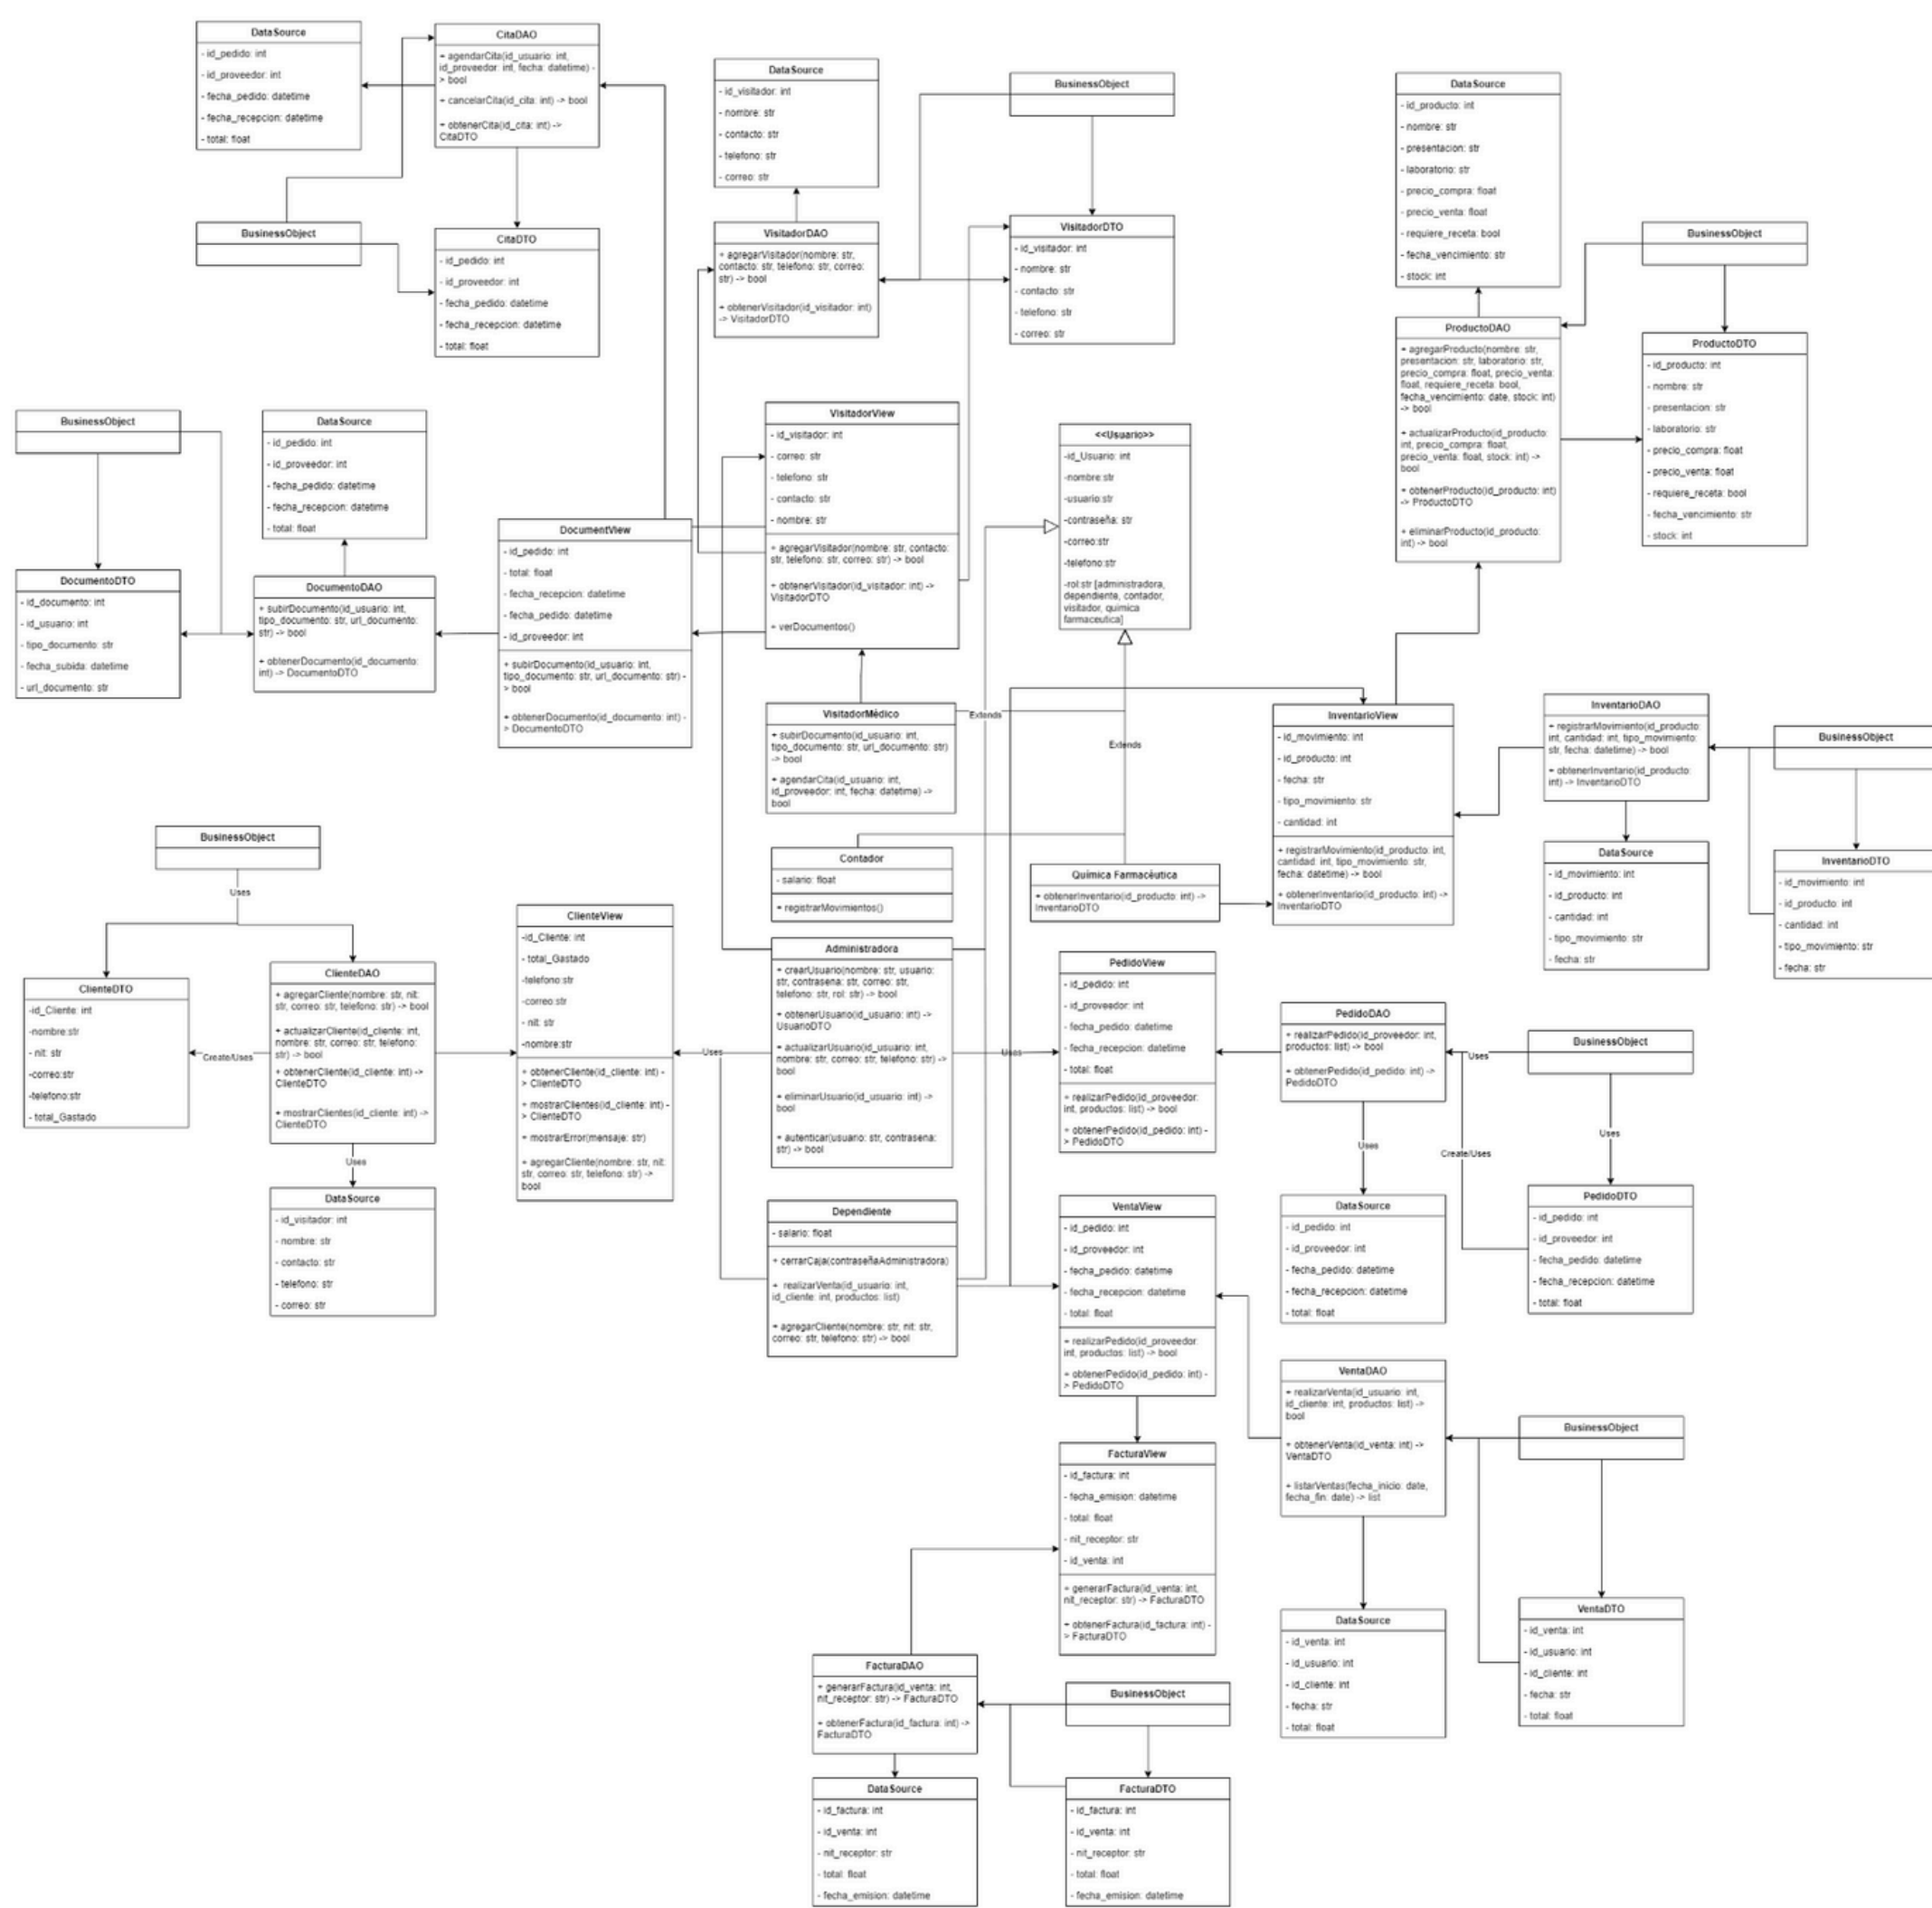 DataSource
- id_pedido: int
- id_proveedor: int
- fecha_pedido: datetime
- fecha_recepcion: datetime
- total: float
CitaDAO
+ agendarCita(id_usuario: int,
id_proveedor: int, fecha: datetime) -
> bool
+ cancelarCita(id_cita: int) -> bool
+ obtenerCita(id_cita: int) ->
CitaDTO
BusinessObject
CitaDTO
- id_pedido: int
- id_proveedor: int
- fecha_pedido: datetime
- fecha_recepcion: datetime
- total: float
DataSource
- id_visitador: int
- nombre: str
- contacto: str
- telefono: str
- correo: str
BusinessObject
VisitadorDAO
+ agregarVisitador(nombre: str,
contacto: str, telefono: str, correo:
str) -> bool
+ obtenerVisitador(id_visitador: int)
-> VisitadorDTO
VisitadorDTO
- id_visitador: int
- nombre: str
- contacto: str
- telefono: str
- correo: str
DataSource
- id_producto: int
- nombre: str
- presentacion: str
- laboratorio: str
- precio_compra: float
- precio_venta: float
- requiere_receta: bool
- fecha_vencimiento: str
- stock: int
BusinessObject
ProductoDAO
+ agregarProducto(nombre: str,
presentacion: str, laboratorio: str,
precio_compra: float, precio_venta:
float, requiere_receta: bool,
fecha_vencimiento: date, stock: int)
-> bool
+ actualizarProducto(id_producto:
int, precio_compra: float,
precio_venta: float, stock: int) ->
bool
+ obtenerProducto(id_producto: int)
-> ProductoDTO
+ eliminarProducto(id_producto:
int) -> bool
ProductoDTO
- id_producto: int
- nombre: str
- presentacion: str
- laboratorio: str
- precio_compra: float
- precio_venta: float
- requiere_receta: bool
- fecha_vencimiento: str
- stock: int
BusinessObject
DataSource
- id_pedido: int
- id_proveedor: int
- fecha_pedido: datetime
- fecha_recepcion: datetime
- total: float
DocumentoDTO
- id_documento: int
- id_usuario: int
- tipo_documento: str
- fecha_subida: datetime
- url_documento: str
DocumentoDAO
+ subirDocumento(id_usuario: int,
tipo_documento: str, url_documento:
str) -> bool
+ obtenerDocumento(id_documento:
int) -> DocumentoDTO
DocumentView
- id_pedido: int
- total: float
- fecha_recepcion: datetime
- fecha_pedido: datetime
- id_proveedor: int
+ subirDocumento(id_usuario: int,
tipo_documento: str, url_documento: str) -
> bool
+ obtenerDocumento(id_documento: int) -
> DocumentoDTO
VisitadorView
- id_visitador: int
- correo: str
- telefono: str
- contacto: str
- nombre: str
+ agregarVisitador(nombre: str, contacto:
str, telefono: str, correo: str) -> bool
+ obtenerVisitador(id_visitador: int) ->
VisitadorDTO
+ verDocumentos()
<<Usuario>>
-id_Usuario: int
-nombre:str
-usuario:str
-contraseña: str
-correo:str
-telefono:str
-rol:str [administradora,
dependiente, contador,
visitador, quimica
farmaceutica]
VisitadorMédico
+ subirDocumento(id_usuario: int,
tipo_documento: str, url_documento: str)
-> bool
+ agendarCita(id_usuario: int,
id_proveedor: int, fecha: datetime) ->
bool
Extends
Extends
InventarioView
- id_movimiento: int
- id_producto: int
- fecha: str
- tipo_movimiento: str
- cantidad: int
+ registrarMovimiento(id_producto: int,
cantidad: int, tipo_movimiento: str,
fecha: datetime) -> bool
+ obtenerInventario(id_producto: int) ->
InventarioDTO
InventarioDAO
+ registrarMovimiento(id_producto:
int, cantidad: int, tipo_movimiento:
str, fecha: datetime) -> bool
+ obtenerInventario(id_producto:
int) -> InventarioDTO
BusinessObject
DataSource
- id_movimiento: int
- id_producto: int
- cantidad: int
- tipo_movimiento: str
- fecha: str
InventarioDTO
- id_movimiento: int
- id_producto: int
- cantidad: int
- tipo_movimiento: str
- fecha: str
Contador
- salario: float
+ registrarMovimientos()
Química Farmacéutica
+ obtenerInventario(id_producto: int) ->
InventarioDTO
BusinessObject
Uses
ClienteDTO
-id_Cliente: int
-nombre:str
- nit: str
-correo:str
-telefono:str
- total_Gastado
Create/Uses
ClienteDAO
+ agregarCliente(nombre: str, nit:
str, correo: str, telefono: str) -> bool
+ actualizarCliente(id_cliente: int,
nombre: str, correo: str, telefono:
str) -> bool
+ obtenerCliente(id_cliente: int) ->
ClienteDTO
+ mostrarClientes(id_cliente: int) ->
ClienteDTO
Uses
DataSource
- id_visitador: int
- nombre: str
- contacto: str
- telefono: str
- correo: str
ClienteView
-id_Cliente: int
- total_Gastado
-telefono:str
-correo:str
- nit: str
-nombre:str
+ obtenerCliente(id_cliente: int) -
> ClienteDTO
+ mostrarClientes(id_cliente: int) -
> ClienteDTO
+ mostrarError(mensaje: str)
+ agregarCliente(nombre: str, nit:
str, correo: str, telefono: str) ->
bool
Uses
Administradora
+ crearUsuario(nombre: str, usuario:
str, contrasena: str, correo: str,
telefono: str, rol: str) -> bool
+ obtenerUsuario(id_usuario: int) ->
UsuarioDTO
+ actualizarUsuario(id_usuario: int,
nombre: str, correo: str, telefono: str) ->
bool
+ eliminarUsuario(id_usuario: int) ->
bool
+ autenticar(usuario: str, contrasena:
str) -> bool
Uses
PedidoView
- id_pedido: int
- id_proveedor: int
- fecha_pedido: datetime
- fecha_recepcion: datetime
- total: float
+ realizarPedido(id_proveedor:
int, productos: list) -> bool
+ obtenerPedido(id_pedido: int) -
> PedidoDTO
PedidoDAO
+ realizarPedido(id_proveedor: int,
productos: list) -> bool
+ obtenerPedido(id_pedido: int) ->
PedidoDTO
Uses
BusinessObject
Uses
Create/Uses
Uses
DataSource
- id_pedido: int
- id_proveedor: int
- fecha_pedido: datetime
- fecha_recepcion: datetime
- total: float
PedidoDTO
- id_pedido: int
- id_proveedor: int
- fecha_pedido: datetime
- fecha_recepcion: datetime
- total: float
Dependiente
- salario: float
+ cerrarCaja(contraseñaAdministradora)
+ realizarVenta(id_usuario: int,
id_cliente: int, productos: list)
+ agregarCliente(nombre: str, nit: str,
correo: str, telefono: str) -> bool
VentaView
- id_pedido: int
- id_proveedor: int
- fecha_pedido: datetime
- fecha_recepcion: datetime
- total: float
+ realizarPedido(id_proveedor:
int, productos: list) -> bool
+ obtenerPedido(id_pedido: int) -
> PedidoDTO
VentaDAO
+ realizarVenta(id_usuario: int,
id_cliente: int, productos: list) ->
bool
+ obtenerVenta(id_venta: int) ->
VentaDTO
+ listarVentas(fecha_inicio: date,
fecha_fin: date) -> list
BusinessObject
FacturaView
- id_factura: int
- fecha_emision: datetime
- total: float
- nit_receptor: str
- id_venta: int
+ generarFactura(id_venta: int,
nit_receptor: str) -> FacturaDTO
+ obtenerFactura(id_factura: int) -
> FacturaDTO
DataSource
- id_venta: int
- id_usuario: int
- id_cliente: int
- fecha: str
- total: float
VentaDTO
- id_venta: int
- id_usuario: int
- id_cliente: int
- fecha: str
- total: float
FacturaDAO
+ generarFactura(id_venta: int,
nit_receptor: str) -> FacturaDTO
+ obtenerFactura(id_factura: int) ->
FacturaDTO
BusinessObject
DataSource
- id_factura: int
- id_venta: int
- nit_receptor: str
- total: float
- fecha_emision: datetime
FacturaDTO
- id_factura: int
- id_venta: int
- nit_receptor: str
- total: float
- fecha_emision: datetime